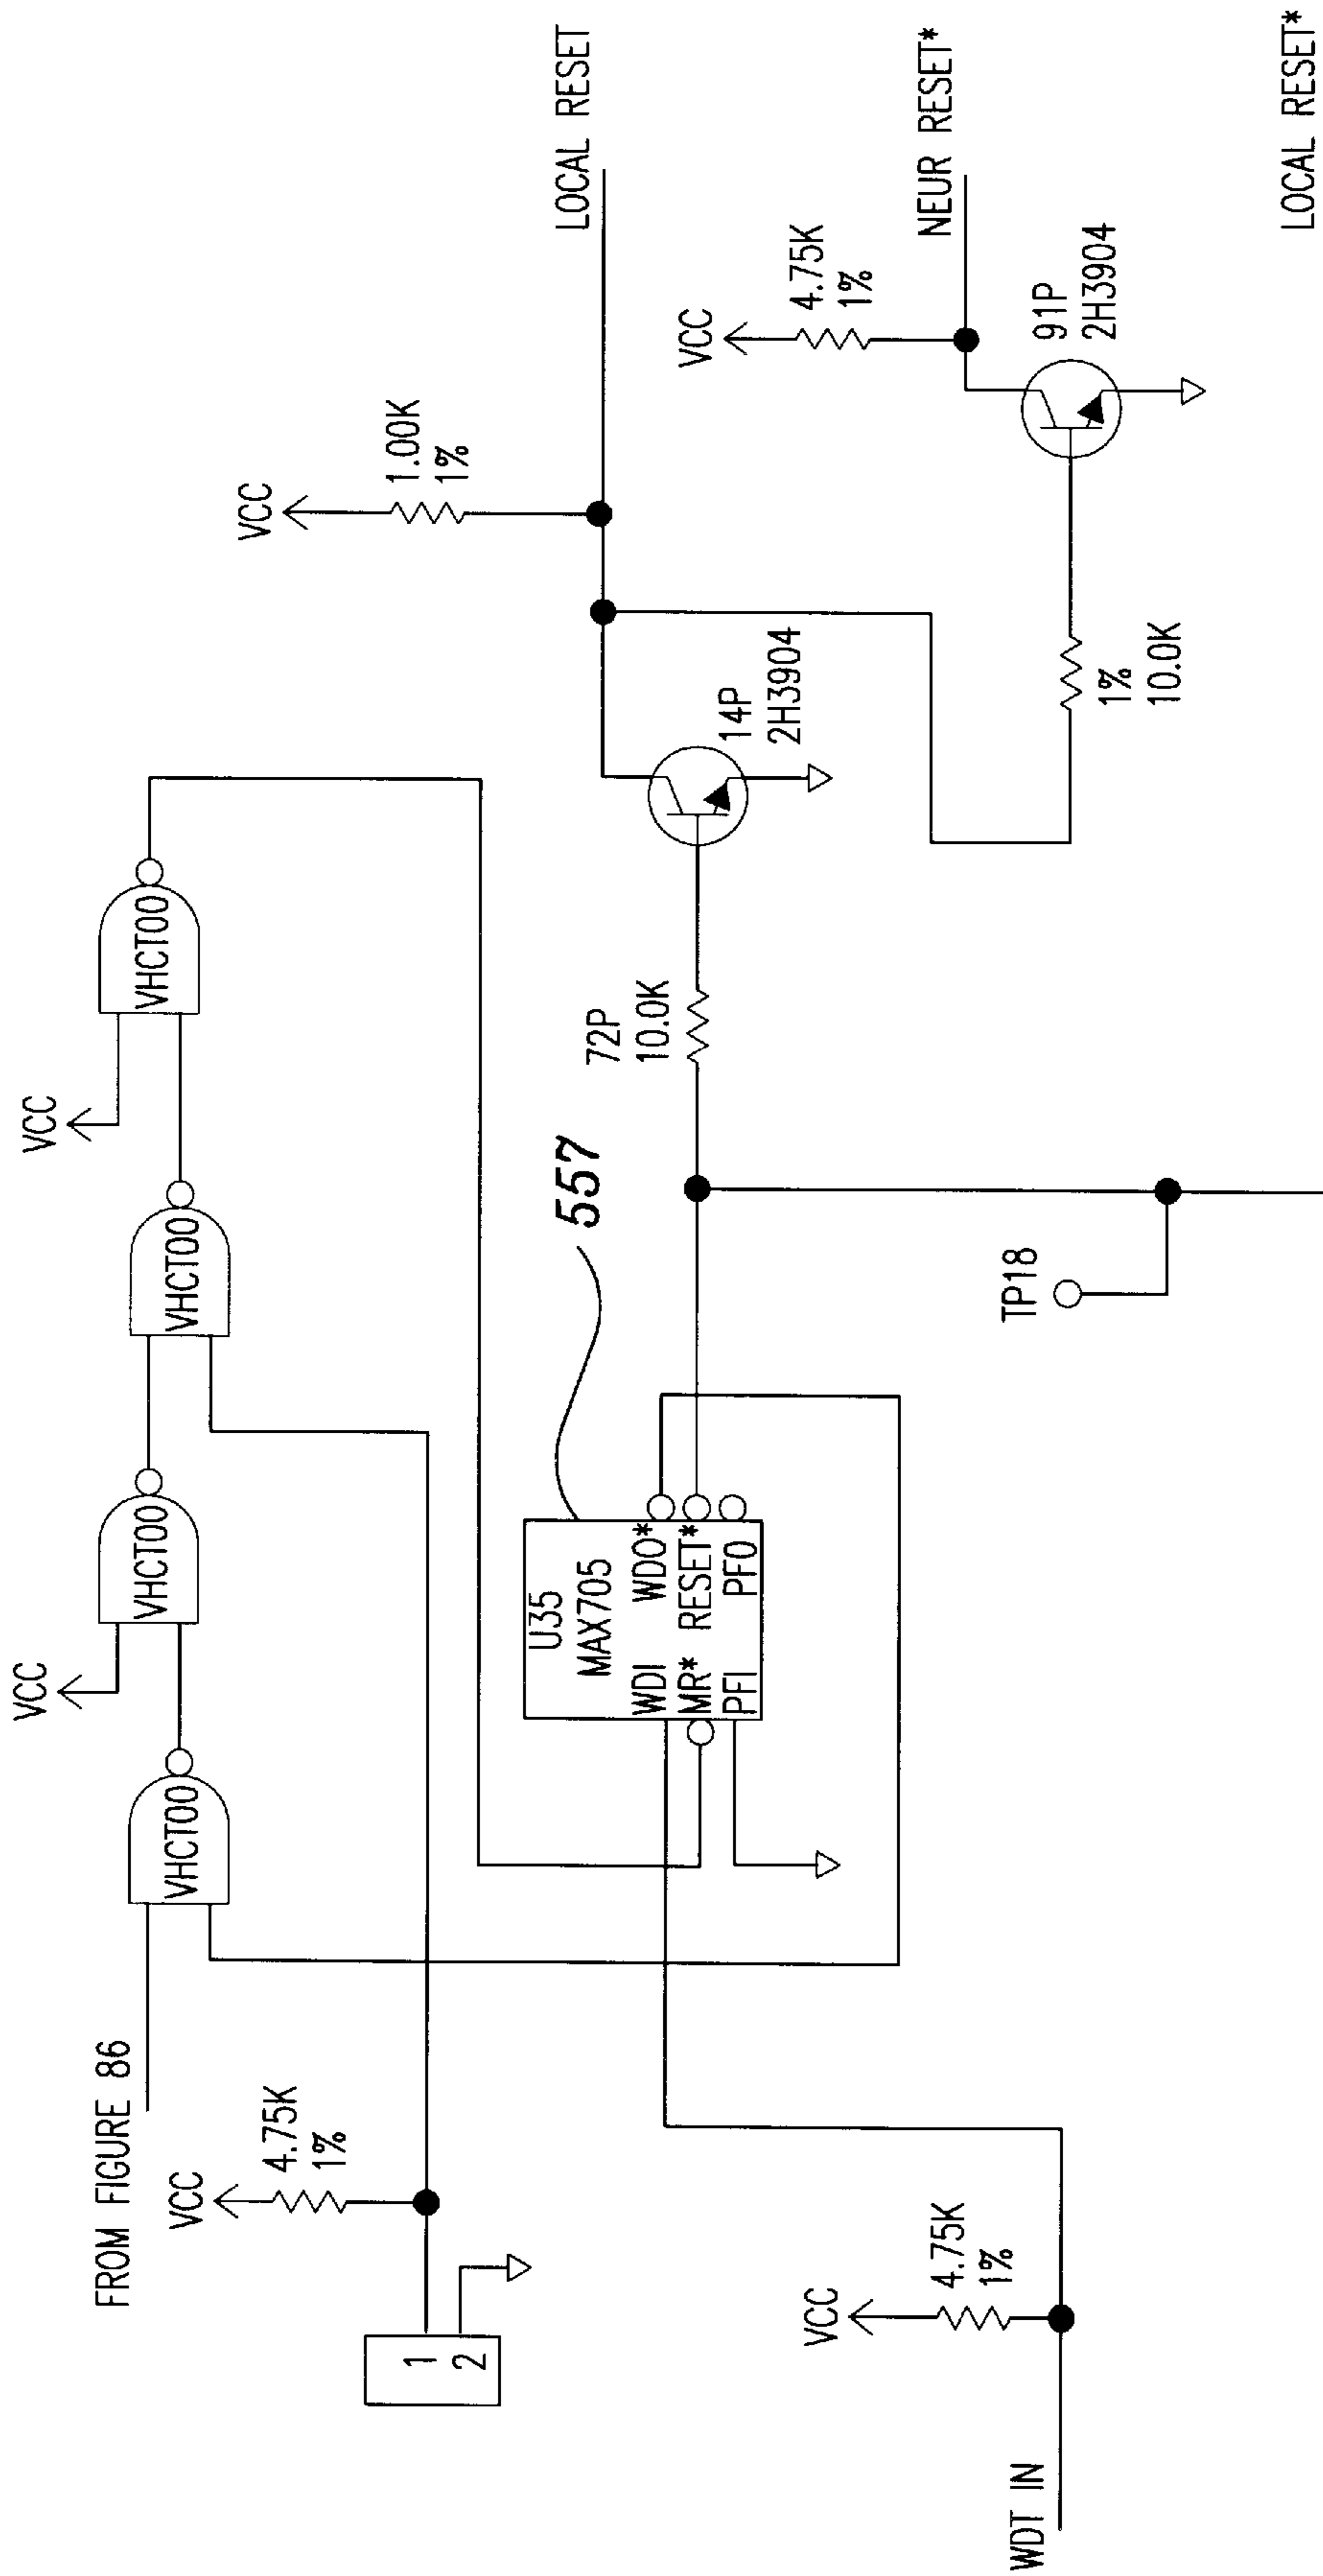 FROM FIGURE 86
VCC
4.75K
1%
1
2
VHCT00
VCC
VHCT00
VHCT00
VCC
VHCT00
VCC
1.00K
1%
LOCAL RESET
U35
MAX705
WDI WDO*
MR* RESET*
PFI PFO
557
72P
10.0K
14P
2H3904
VCC
4.75K
1%
NEUR RESET*
91P
2H3904
1%
10.0K
TP18
VCC
4.75K
1%
WDT IN
LOCAL RESET*